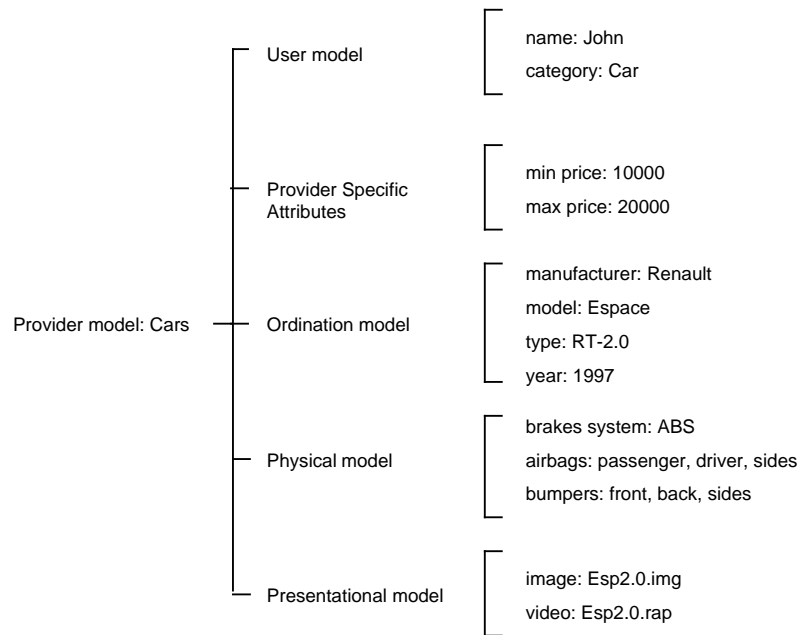 User model
name: John
category: Car
Provider Specific
Attributes
min price: 10000
max price: 20000
Provider model: Cars
Ordination model
manufacturer: Renault
model: Espace
type: RT-2.0
year: 1997
Physical model
brakes system: ABS
airbags: passenger, driver, sides
bumpers: front, back, sides
Presentational model
image: Esp2.0.img
video: Esp2.0.rap